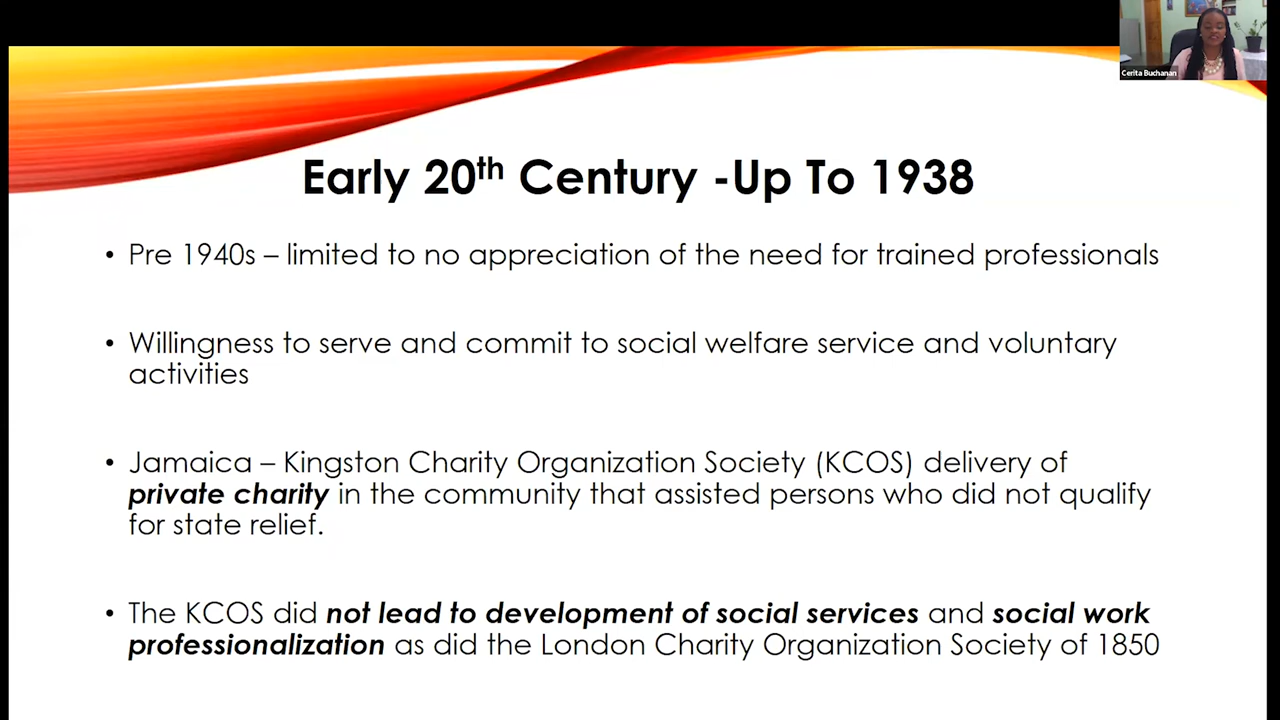 Cerita Buchanan
Early 20th Century -Up To 1938
• Pre 1940s – limited to no appreciation of the need for trained professionals
• Willingness to serve and commit to social welfare service and voluntary
activities
• Jamaica – Kingston Charity Organization Society (KCOS) delivery of
private charity in the community that assisted persons who did not qualify
for state relief.
• The KCOS did not lead to development of social services and social work
professionalization as did the London Charity Organization Society of 1850